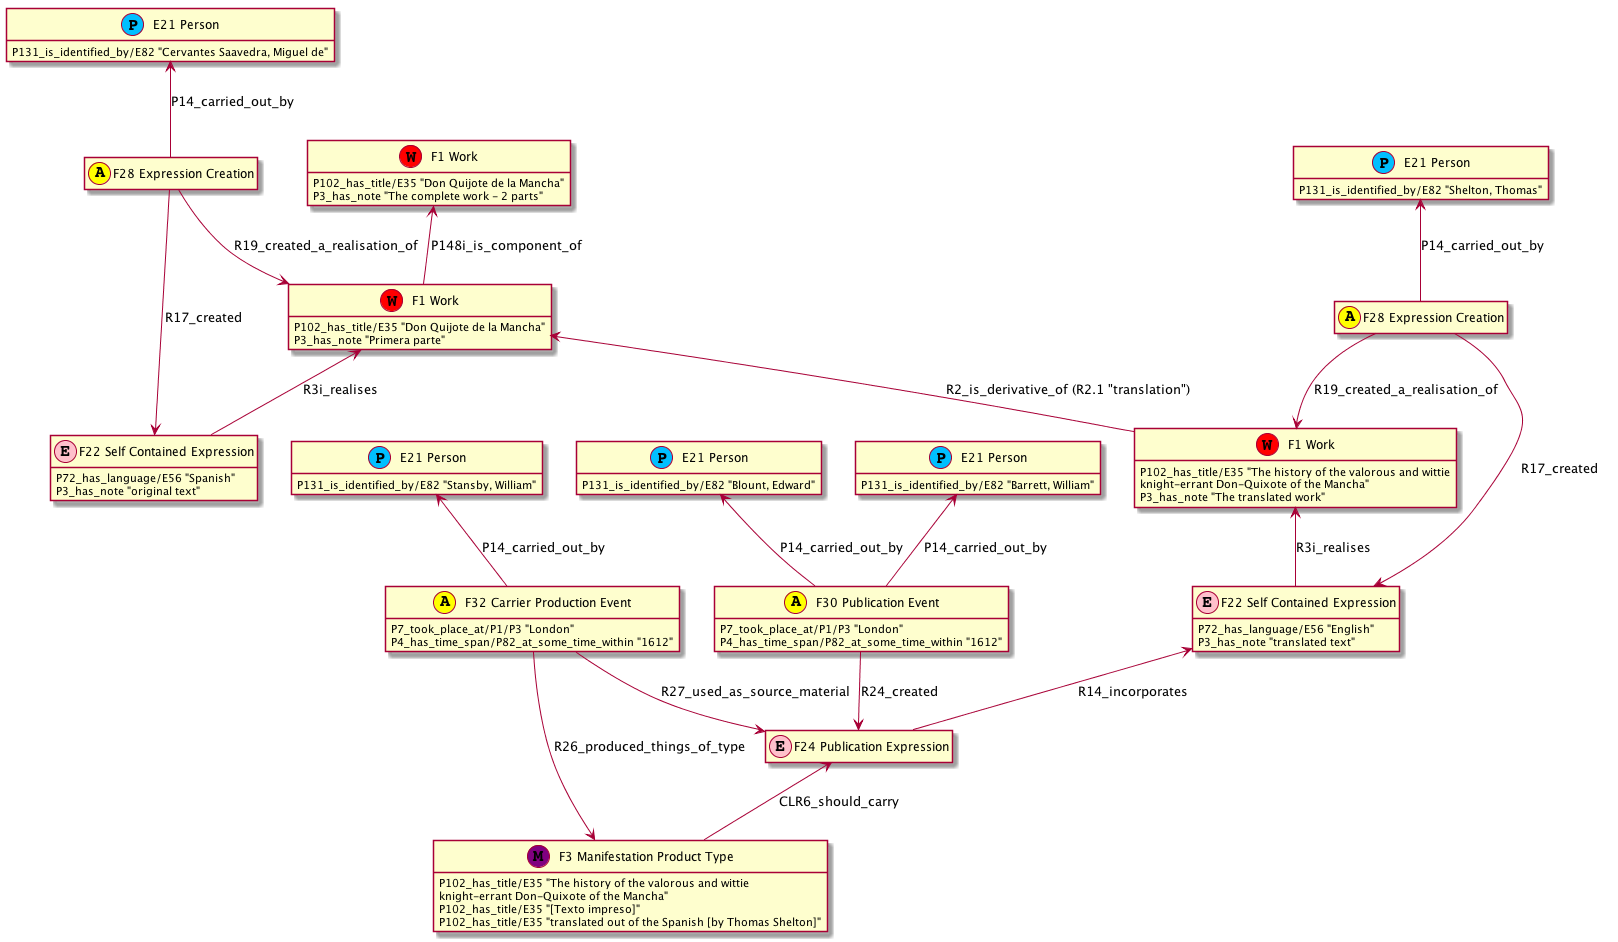 P E21 Person
P131_is_identified_by/E82 "Cervantes Saavedra, Miguel de"
P14_carried_out_by
W F1 Work
P102_has_title/E35 "Don Quijote de la Mancha"
P3_has_note "The complete work - 2 parts"
P E21 Person
P131_is_identified_by/E82 "Shelton, Thomas"
A F28 Expression Creation
R19_created_a_realisation_of
P148i_is_component_of
P14_carried_out_by
R17_created
W F1 Work
P102_has_title/E35 "Don Quijote de la Mancha"
P3_has_note "Primera parte"
A F28 Expression Creation
R3i_realises
R2_is_derivative_of (R2.1 "translation")
R19_created_a_realisation_of
R17_created
E F22 Self Contained Expression
P72_has_language/E56 "Spanish"
P3_has_note "original text"
P E21 Person
P131_is_identified_by/E82 "Stansby, William"
P E21 Person
P131_is_identified_by/E82 "Blount, Edward"
P E21 Person
P131_is_identified_by/E82 "Barrett, William"
W F1 Work
P102_has_title/E35 "The history of the valorous and wittie
knight-errant Don-Quixote of the Mancha"
P3_has_note "The translated work"
P14_carried_out_by
P14_carried_out_by
P14_carried_out_by
R3i_realises
A F32 Carrier Production Event
P7_took_place_at/P1/P3 "London"
P4_has_time_span/P82_at_some_time_within "1612"
A F30 Publication Event
P7_took_place_at/P1/P3 "London"
P4_has_time_span/P82_at_some_time_within "1612"
E F22 Self Contained Expression
P72_has_language/E56 "English"
P3_has_note "translated text"
R27_used_as_source_material
R24_created
R14_incorporates
R26_produced_things_of_type
E F24 Publication Expression
CLR6_should_carry
M F3 Manifestation Product Type
P102_has_title/E35 "The history of the valorous and wittie
knight-errant Don-Quixote of the Mancha"
P102_has_title/E35 "[Texto impreso]"
P102_has_title/E35 "translated out of the Spanish [by Thomas Shelton]"